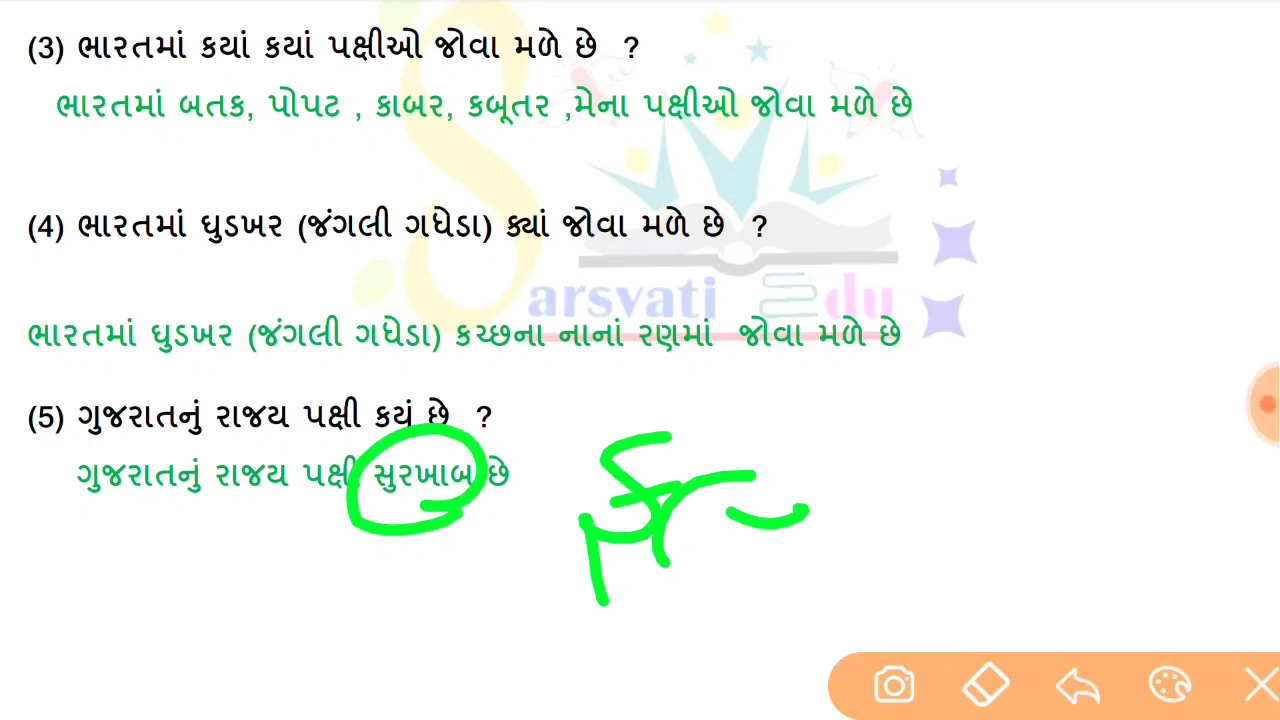 (3) ભારતમાં કયાં કયાં પક્ષીઓ જોવા મળે છે ?
ભારતમાં બતક, પોપટ , કાબર, કબૂતર ,મેના પક્ષીઓ જોવા મળે છે
(4) ભારતમાં ઘુડખર (જંગલી ગધેડા) ક્યાં જોવા મળે છે ?
arsvati Edu
ભારતમાં ઘુડખર (જંગલી ગધેડા) કચ્છના નાનાં રણમાં જોવા મળે છે
(5) ગુજરાતનું રાજય પક્ષી કયું છે ?
ગુજરાતનું રાજય પક્ષી સુરખાબ છે